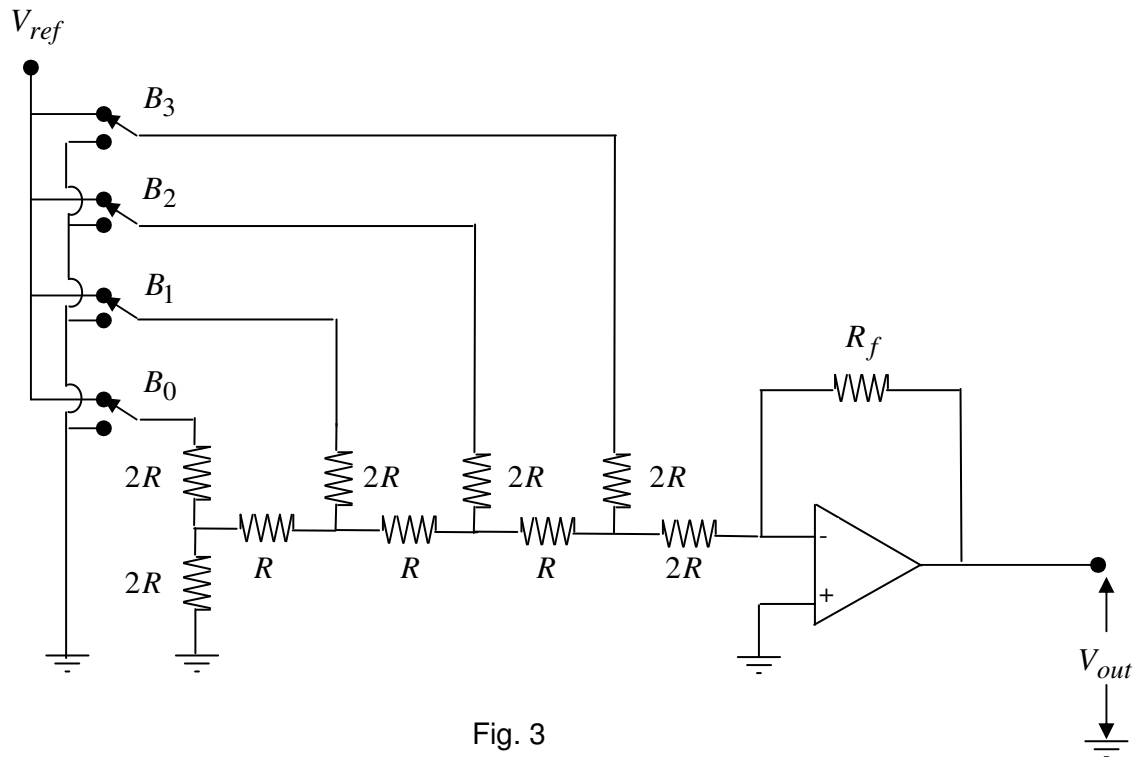 V_ref
B_3
B_2
B_1
B_0
R_f
2R 2R 2R 2R
2R R R R 2R
-
+
V_out
Fig. 3